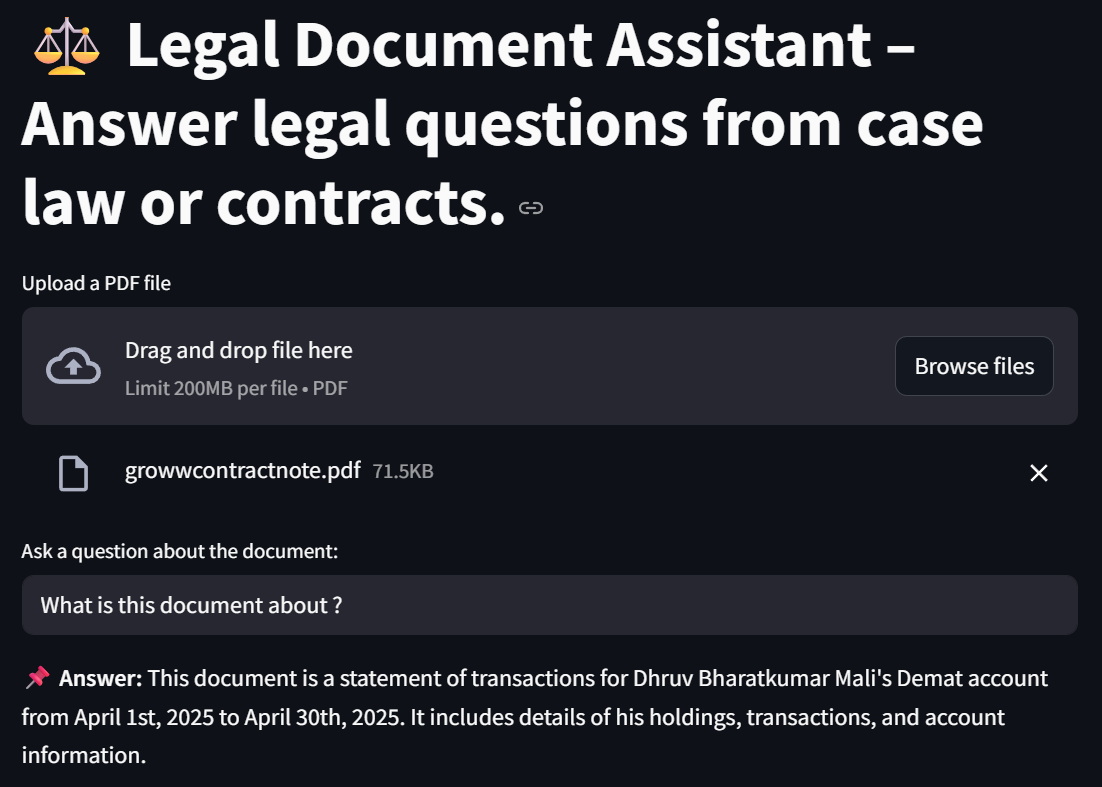 ⚖️ Legal Document Assistant –
Answer legal questions from case
law or contracts.
Upload a PDF file
Drag and drop file here
Limit 200MB per file • PDF
Browse files
growwcontractnote.pdf 71.5KB
Ask a question about the document:
What is this document about ?
📌 Answer: This document is a statement of transactions for Dhruv Bharatkumar Mali's Demat account
from April 1st, 2025 to April 30th, 2025. It includes details of his holdings, transactions, and account
information.